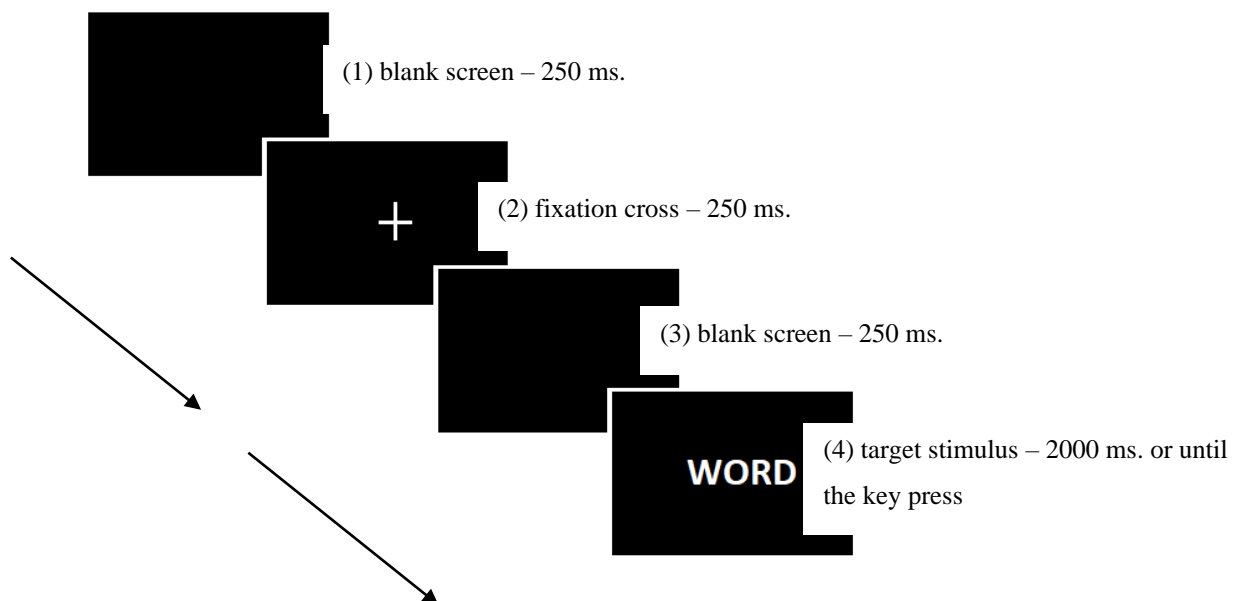 (1) blank screen – 250 ms.
(2) fixation cross – 250 ms.
(3) blank screen – 250 ms.
WORD
(4) target stimulus – 2000 ms. or until
the key press